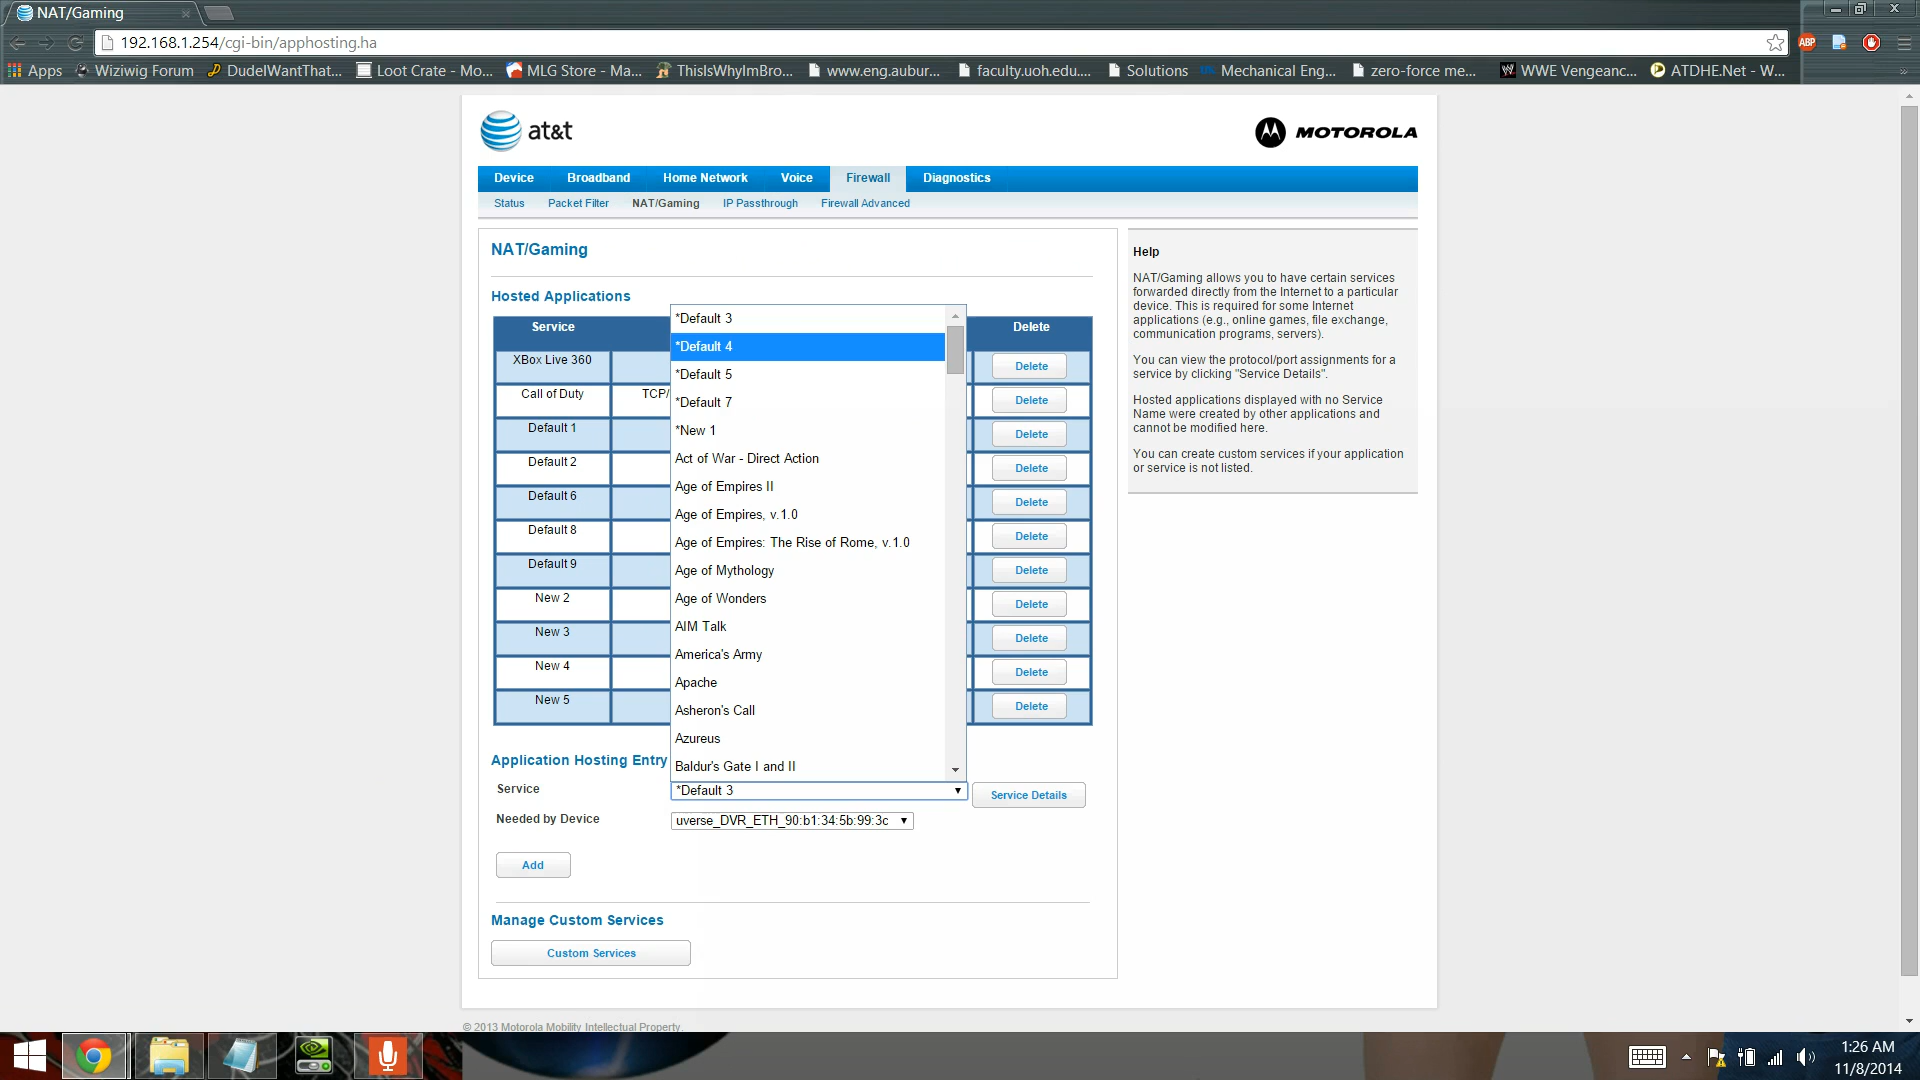 NAT/Gaming
192.168.1.254/cgi-bin/apphosting.ha
ABP
Apps Wiziwig Forum DudeIWantThat... Loot Crate - Mo... MLG Store - Ma... ThisIsWhyImBro... www.eng.aubur... faculty.uoh.edu.... Solutions Mechanical Eng... zero-force me... WWE Vengeanc... ATDHE.Net - W...
at&t
MOTOROLA
Device Broadband Home Network Voice Firewall Diagnostics
Status Packet Filter NAT/Gaming IP Passthrough Firewall Advanced
NAT/Gaming
Hosted Applications
Service Delete
XBox Live 360 Delete
Call of Duty TCP/ Delete
Default 1 Delete
Default 2 Delete
Default 6 Delete
Default 8 Delete
Default 9 Delete
New 2 Delete
New 3 Delete
New 4 Delete
New 5 Delete
*Default 3
*Default 4
*Default 5
*Default 7
*New 1
Act of War - Direct Action
Age of Empires II
Age of Empires, v.1.0
Age of Empires: The Rise of Rome, v.1.0
Age of Mythology
Age of Wonders
AIM Talk
America's Army
Apache
Asheron's Call
Azureus
Baldur's Gate I and II
Application Hosting Entry
Service *Default 3 Service Details
Needed by Device uverse_DVR_ETH_90:b1:34:5b:99:3c
Add
Manage Custom Services
Custom Services
Help
NAT/Gaming allows you to have certain services
forwarded directly from the Internet to a particular
device. This is required for some Internet
applications (e.g., online games, file exchange,
communication programs, servers).
You can view the protocol/port assignments for a
service by clicking "Service Details".
Hosted applications displayed with no Service
Name were created by other applications and
cannot be modified here.
You can create custom services if your application
or service is not listed.
© 2013 Motorola Mobility Intellectual Property.
1:26 AM
11/8/2014